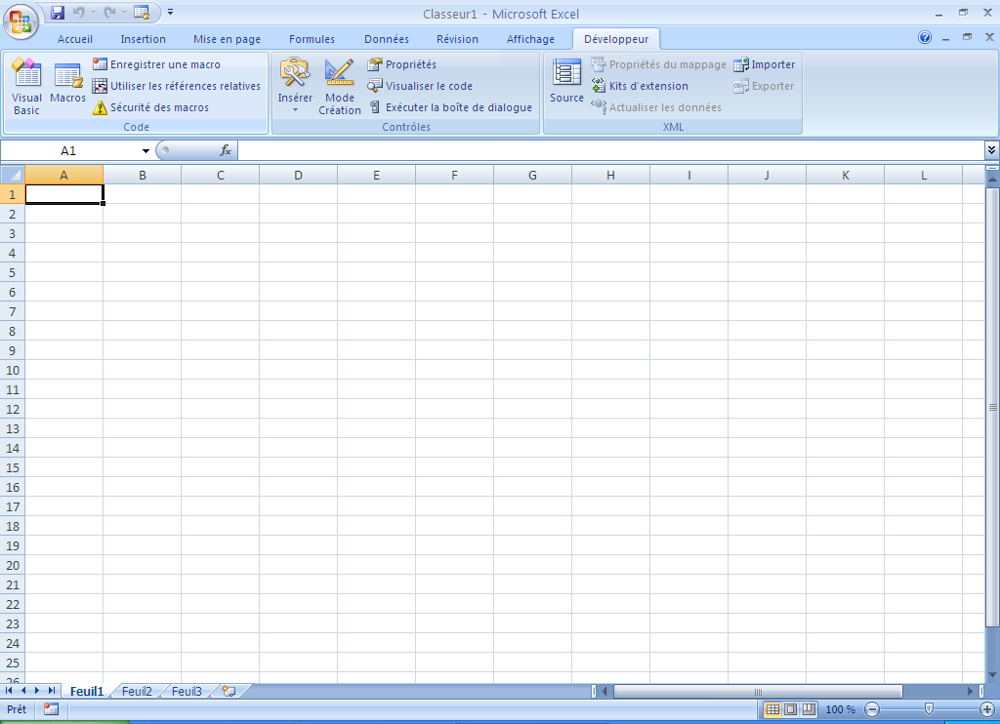 Classeur1 - Microsoft Excel
Accueil Insertion Mise en page Formules Données Révision Affichage Développeur
Visual Basic
Macros
Enregistrer une macro
Utiliser les références relatives
Sécurité des macros
Code
Insérer
Mode Création
Propriétés
Visualiser le code
Exécuter la boîte de dialogue
Contrôles
Source
Propriétés du mappage
Kits d'extension
Actualiser les données
Importer
Exporter
XML
A1 fx
A B C D E F G H I J K L
1
2
3
4
5
6
7
8
9
10
11
12
13
14
15
16
17
18
19
20
21
22
23
24
25
26
Feuil1 Feuil2 Feuil3
Prêt 100 %